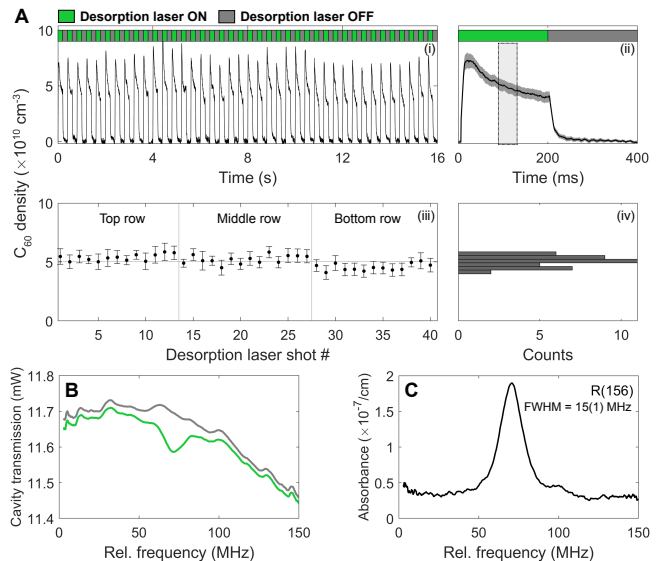 A
Desorption laser ON
Desorption laser OFF
C₆₀ density (×10¹⁰ cm⁻³)
10
5
0
(i)
0 2 4 6 8 10 12 14 16
Time (s)
(ii)
0 200 400
Time (ms)
10
5
0
Top row
Middle row
Bottom row
(iii)
5 10 15 20 25 30 35 40
Desorption laser shot #
(iv)
0 5 10
Counts
B
Cavity transmission (mW)
11.8
11.7
11.6
11.5
11.4
0 50 100 150
Rel. frequency (MHz)
C
Absorbance (×10⁻⁷/cm)
2
1.5
1
0.5
0
R(156)
FWHM = 15(1) MHz
0 50 100 150
Rel. frequency (MHz)